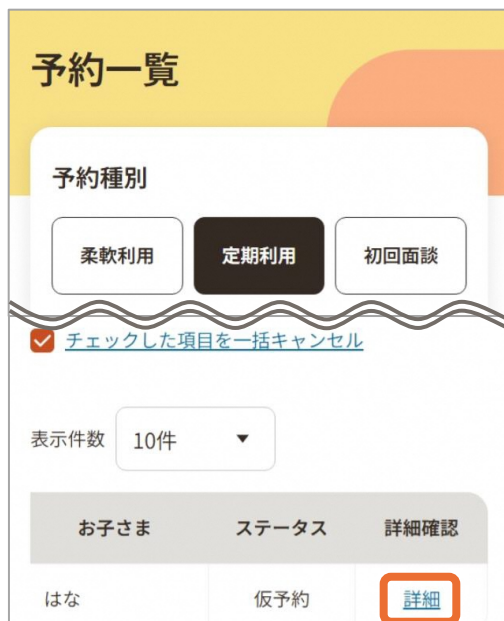 予約一覧
予約種別
柔軟利用 定期利用 初回面談
チェックした項目を一括キャンセル
表示件数 10件
お子さま ステータス 詳細確認
はな 仮予約 詳細